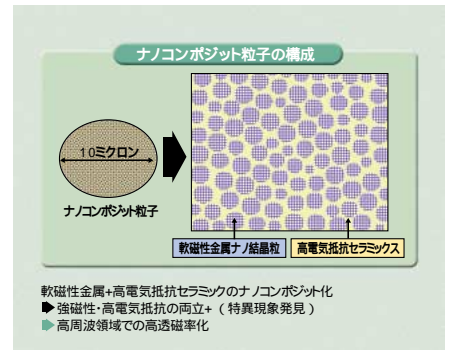 ナノコンポジット粒子の構成
10ミクロン
ナノコンポジット粒子
軟磁性金属ナノ結晶粒
高電気抵抗セラミックス
軟磁性金属+高電気抵抗セラミックのナノコンポジット化
強磁性・高電気抵抗の両立+（特異現象発見）
高周波領域での高透磁率化